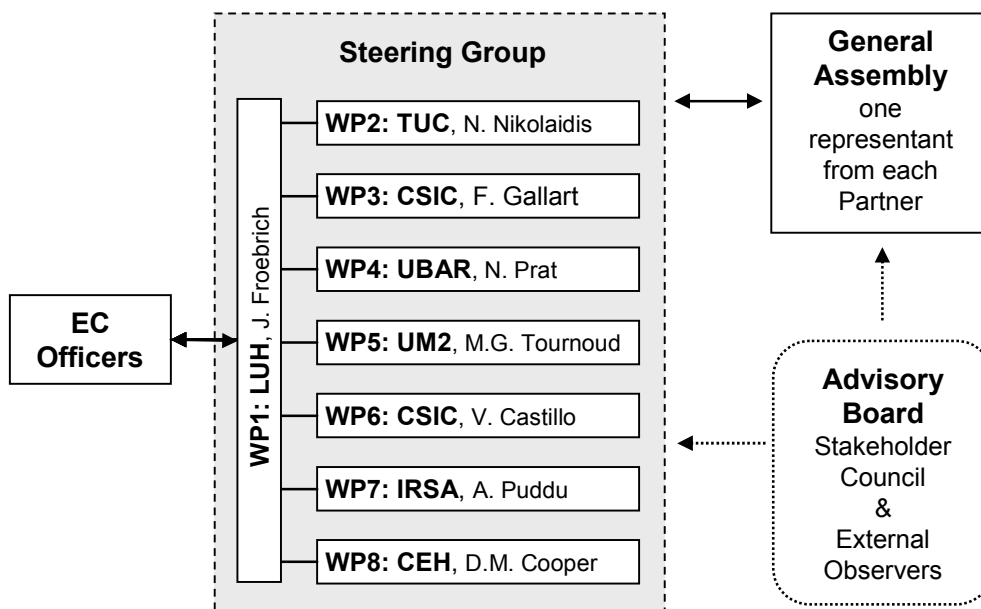 Steering Group
WP1: LUH, J. Froebrich
WP2: TUC, N. Nikolaidis
WP3: CSIC, F. Gallart
WP4: UBAR, N. Prat
WP5: UM2, M.G. Tournoud
WP6: CSIC, V. Castillo
WP7: IRSA, A. Puddu
WP8: CEH, D.M. Cooper
EC
Officers
General
Assembly
one
representant
from each
Partner
Advisory
Board
Stakeholder
Council
&
External
Observers